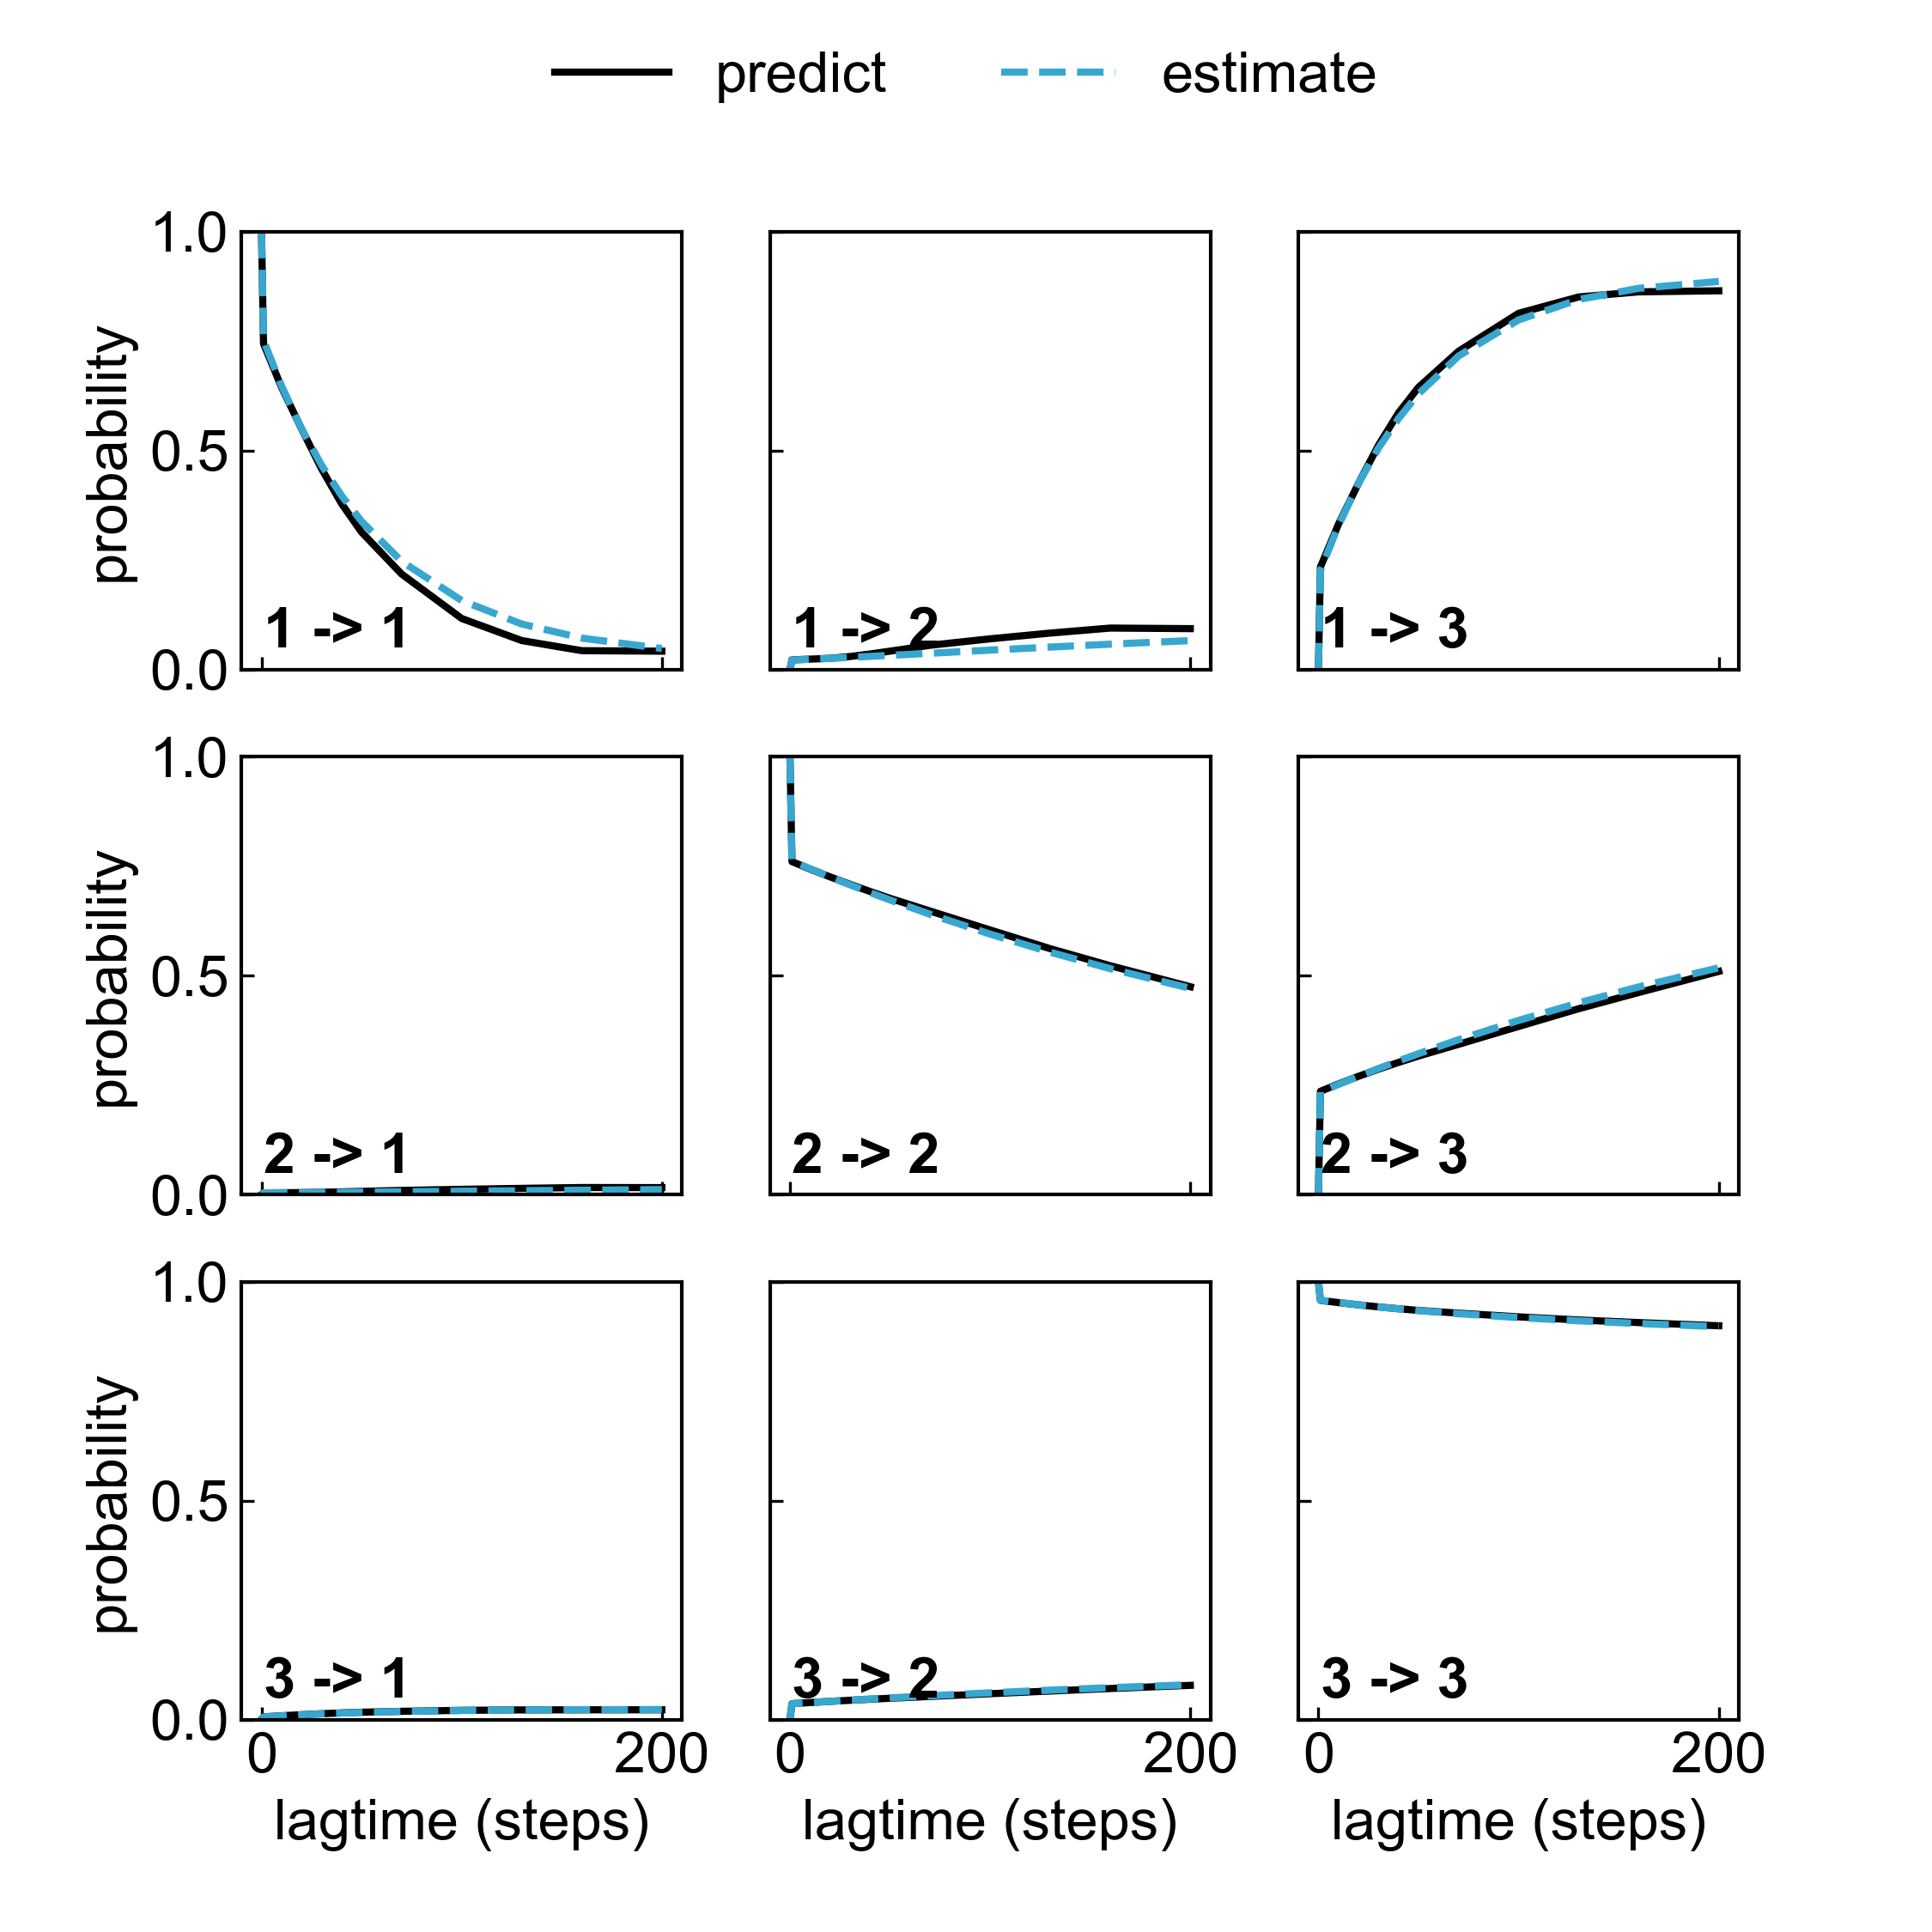 predict estimate
1.0
0.5
0.0
probability
1 -> 1
1 -> 2
1 -> 3
1.0
0.5
0.0
probability
2 -> 1
2 -> 2
2 -> 3
1.0
0.5
0.0
probability
3 -> 1
3 -> 2
3 -> 3
0 200 0 200 0 200
lagtime (steps) lagtime (steps) lagtime (steps)